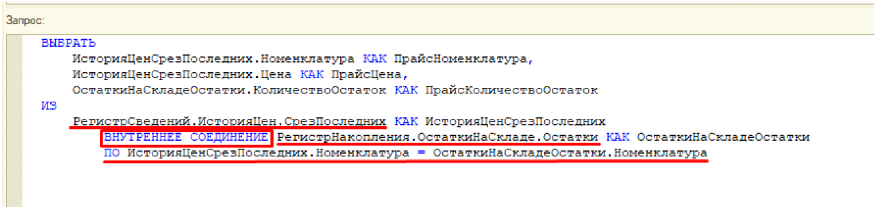 Запрос:
ВЫБРАТЬ
ИсторияЦенСрезПоследних.Номенклатура КАК ПрайсНоменклатура,
ИсторияЦенСрезПоследних.Цена КАК ПрайсЦена,
ОстаткиНаСкладеОстатки.КоличествоОстаток КАК ПрайсКоличествоОстаток
ИЗ
РегистрСведений.ИсторияЦен.СрезПоследних КАК ИсторияЦенСрезПоследних
ВНУТРЕННЕЕ СОЕДИНЕНИЕ РегистрНакопления.ОстаткиНаСкладе.Остатки КАК ОстаткиНаСкладеОстатки
ПО ИсторияЦенСрезПоследних.Номенклатура = ОстаткиНаСкладеОстатки.Номенклатура